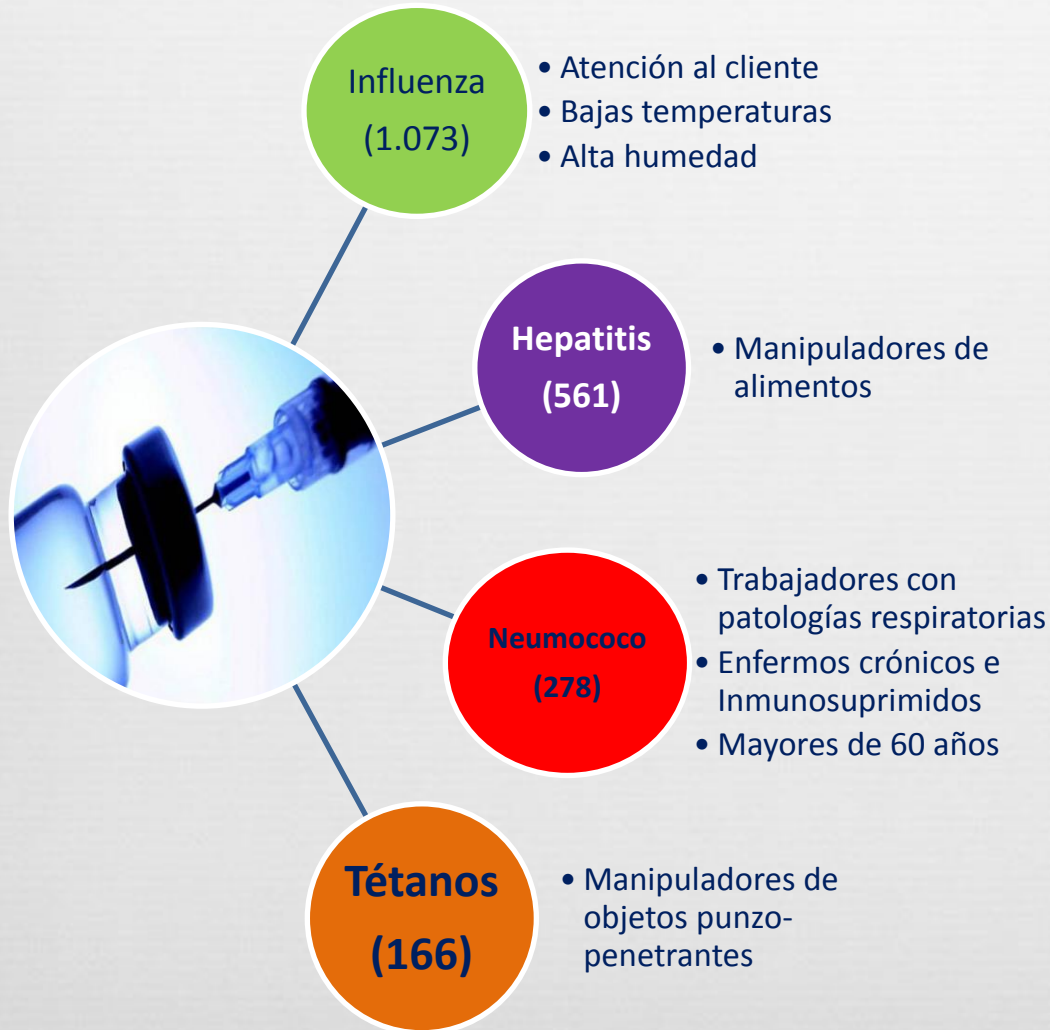 Influenza
(1.073)
• Atención al cliente
• Bajas temperaturas
• Alta humedad
Hepatitis
(561)
• Manipuladores de
alimentos
Neumococo
(278)
• Trabajadores con
patologías respiratorias
• Enfermos crónicos e
Inmunosuprimidos
• Mayores de 60 años
Tétanos
(166)
• Manipuladores de
objetos punzo-
penetrantes